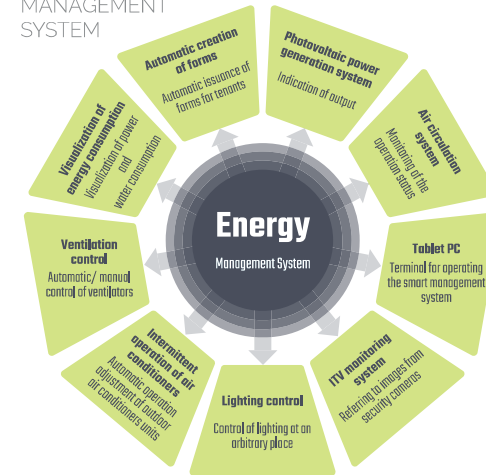 MANAGEMENT
SYSTEM
Automatic creation
of forms
Automatic issuance of
forms for tenants
Photovoltaic power
generation system
Indication of output
Air circulation
system
Monitoring of the
operation status
Tablet PC
Terminal for operating
the smart management
system
ITV monitoring
system
Referring to images from
security cameras
Lighting control
Control of lighting at an
arbitrary place
Intermittent
operation of air
conditioners
Automatic operation
adjustment of outdoor
air conditioners units
Ventilation
control
Automatic/ manual
control of ventilators
Visualization of
energy consumption
Visualization of power
and
water consumption
Energy
Management System